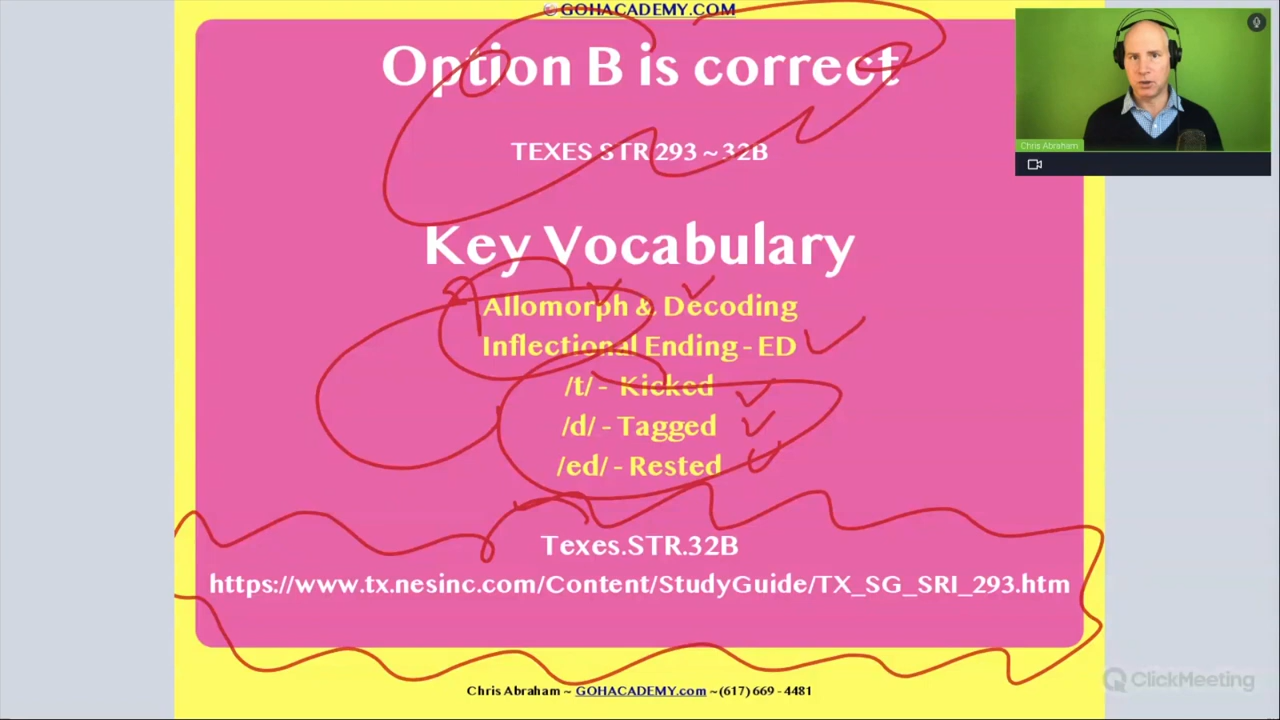 © GOHACADEMY.COM
Option B is correct
TEXES STR 293 ~ 32B
Key Vocabulary
Allomorph & Decoding
Inflectional Ending - ED
/t/ - Kicked
/d/ - Tagged
/ed/ - Rested
Texes.STR.32B
https://www.tx.nesinc.com/Content/StudyGuide/TX_SG_SRI_293.htm
Chris Abraham ~ GOHACADEMY.com ~(617) 669 - 4481
Chris Abraham
ClickMeeting